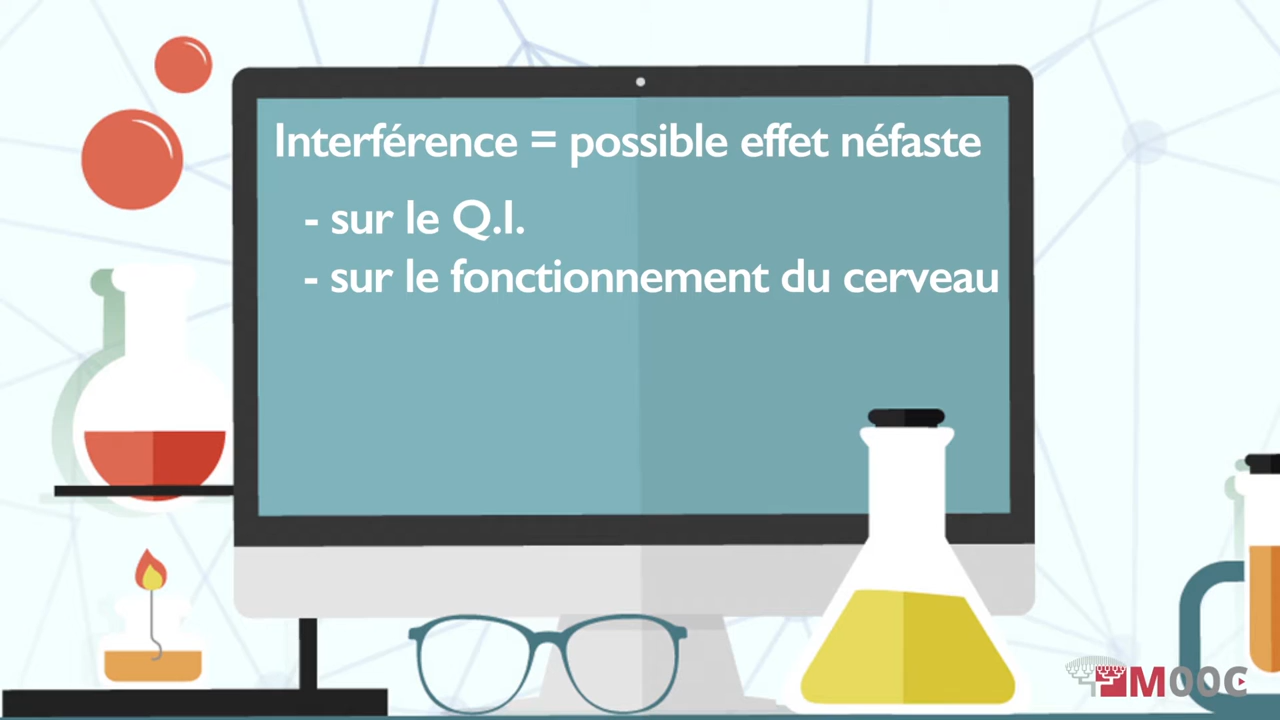 Interférence = possible effet néfaste
- sur le Q.I.
- sur le fonctionnement du cerveau
MOOC